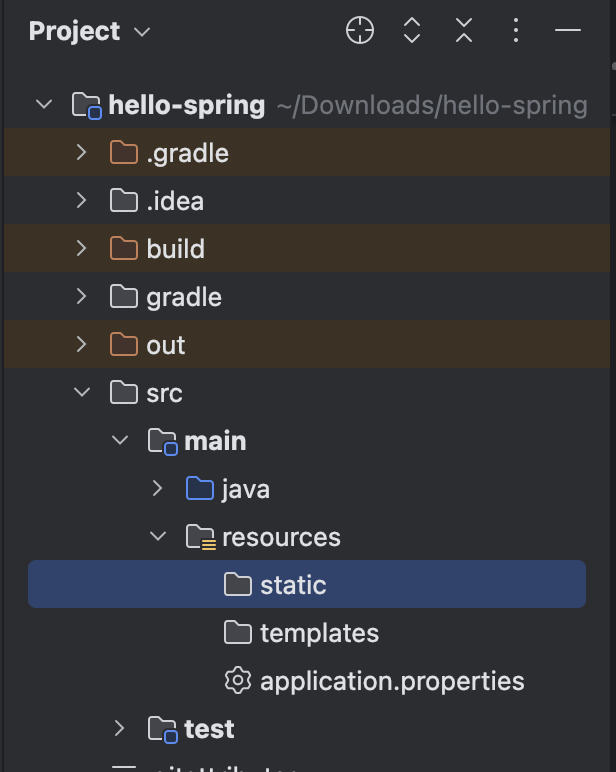 Project
hello-spring ~/Downloads/hello-spring
.gradle
.idea
build
gradle
out
src
main
java
resources
static
templates
application.properties
test